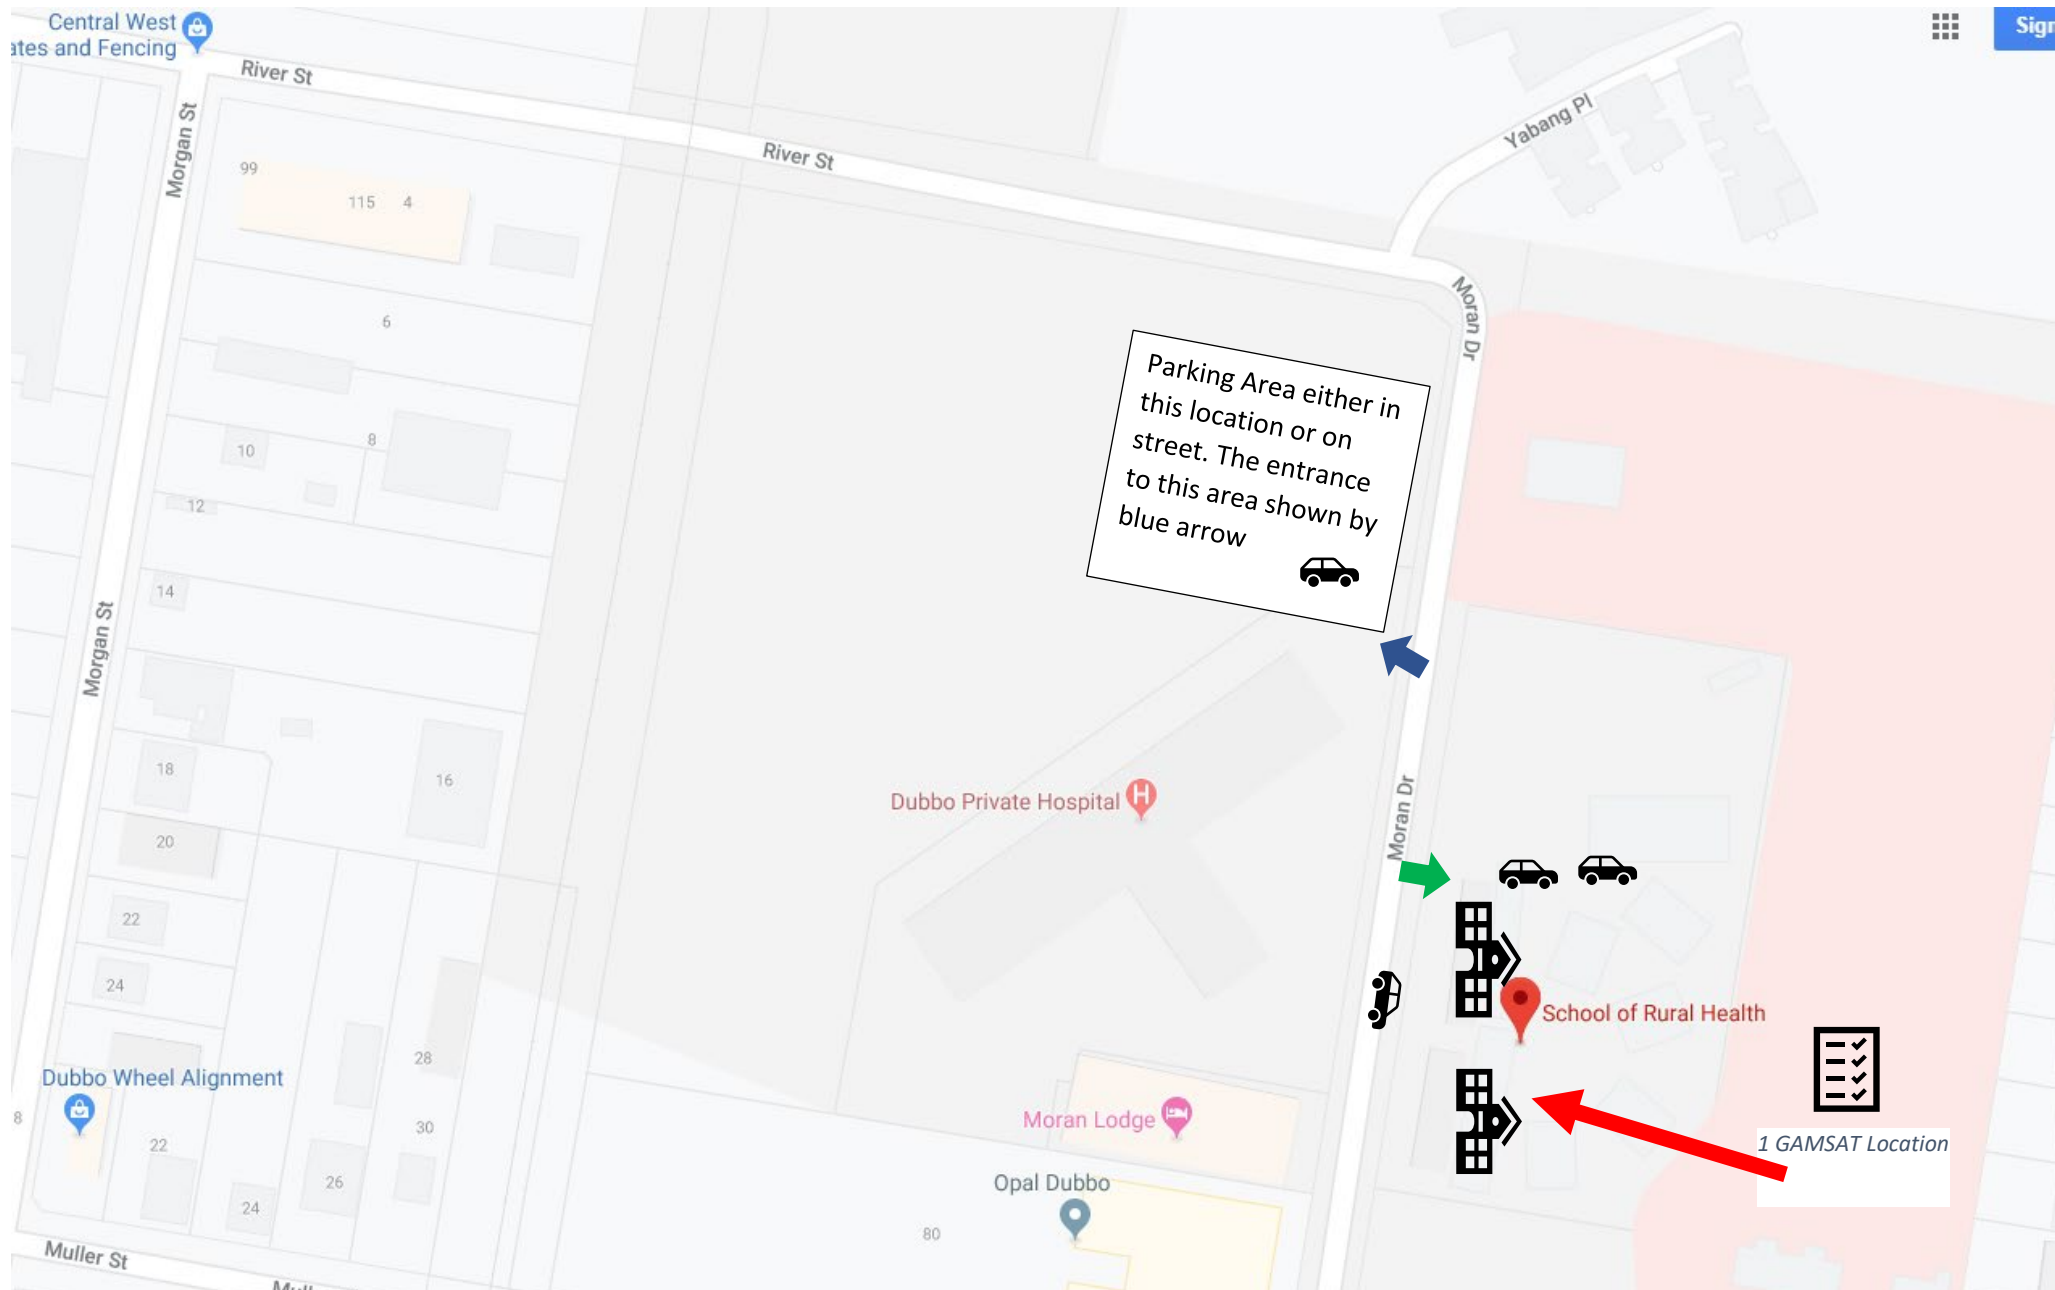 Central West
ates and Fencing
Sign
River St
River St
Yabang Pl
Morgan St
99
115 4
Moran Dr
6
Parking Area either in
this location or on
street. The entrance
to this area shown by
blue arrow
10
8
12
14
Morgan St
18
16
Dubbo Private Hospital
H
Moran Dr
20
22
24
School of Rural Health
28
Dubbo Wheel Alignment
8
22
30
Moran Lodge
1 GAMSAT Location
26
24
Opal Dubbo
80
Muller St